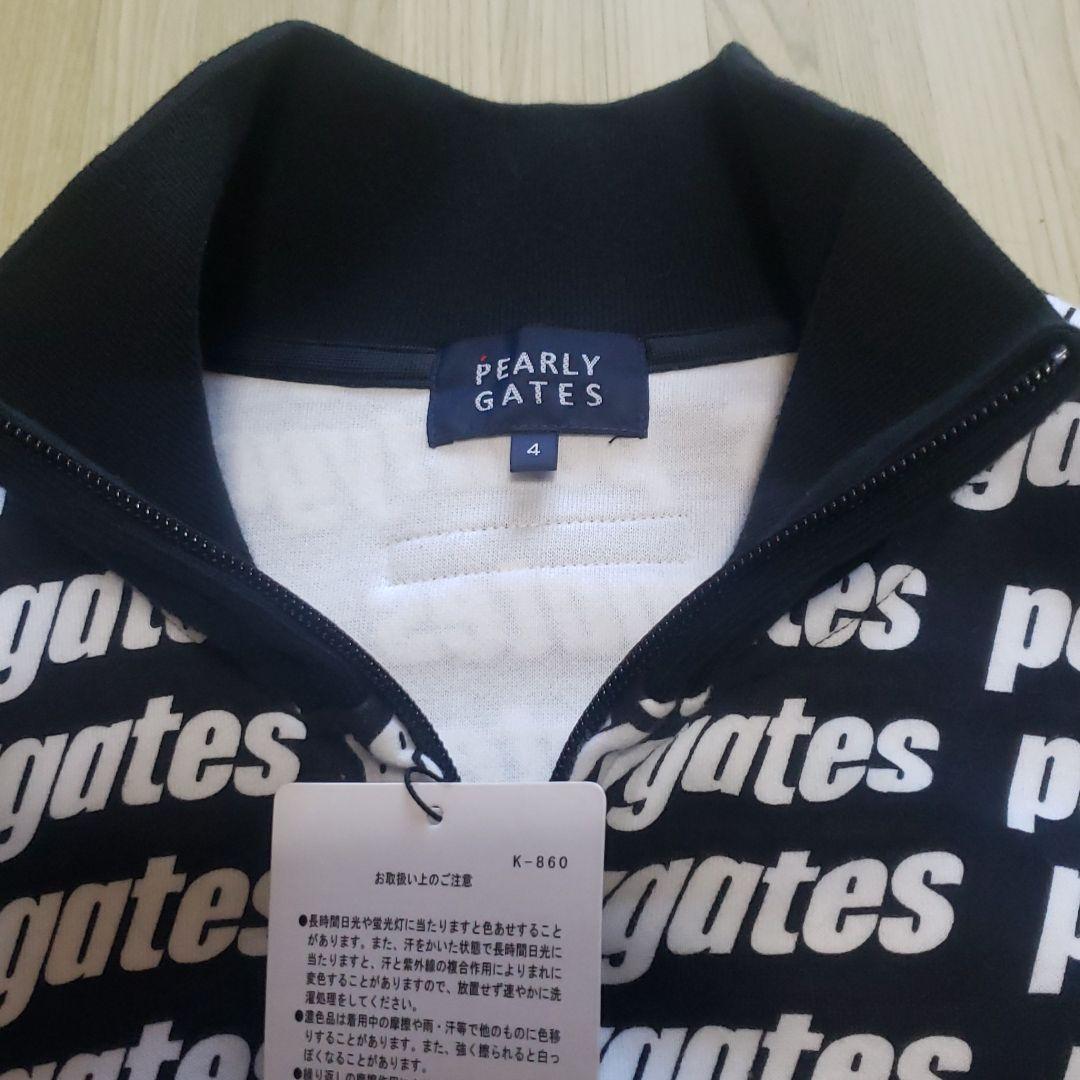 PEARLY
GATES
4
ga
gat
tes
pe
ygates
ygates
p
K-860
お取扱い上のご注意
●長時間日光や蛍光灯に当たりますと色あせすること
があります。また、汗をかいた状態で長時間日光に
当たりますと、汗と紫外線の複合作用によりまれに
変色することがありますので、放置せず速やかに洗
濯処理をしてください。
●濃色品は着用中の摩擦や雨・汗等で他のものに色移
りすることがあります。また、強く擦られると白っ
ぽくなることがあります。
gates
ygates
p
gat
gates